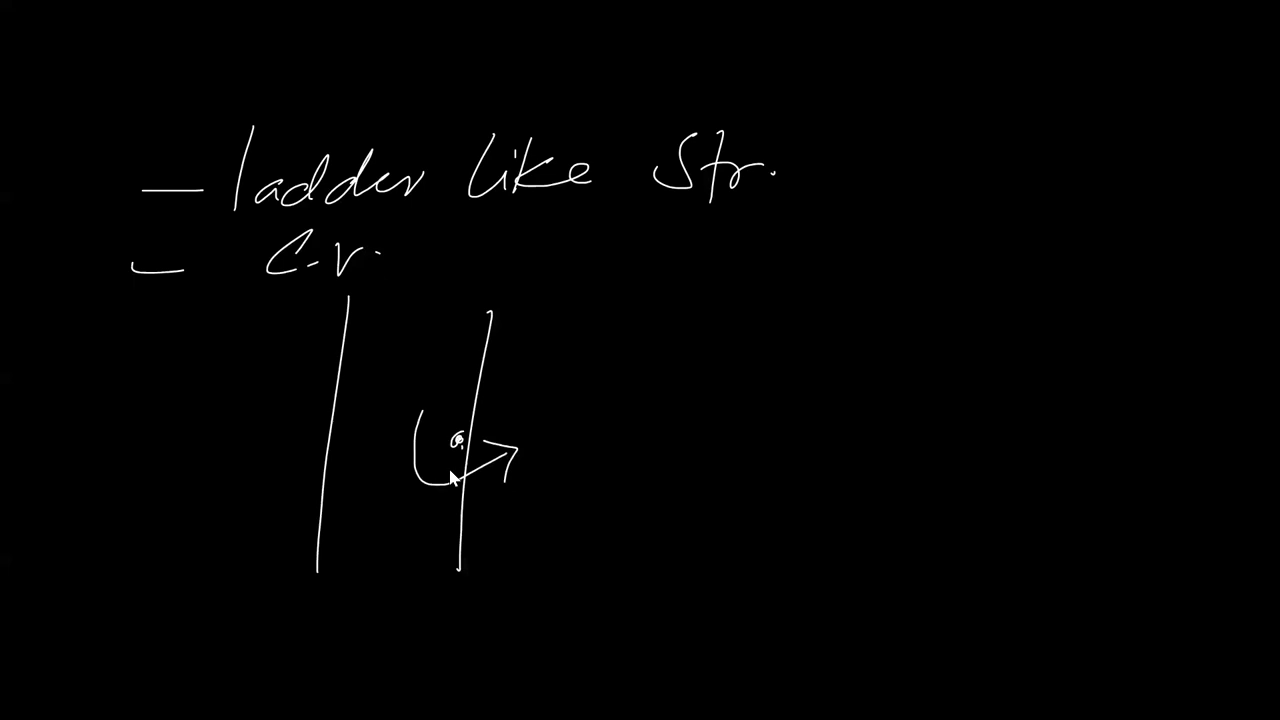 — ladder like Str.
- C.V.